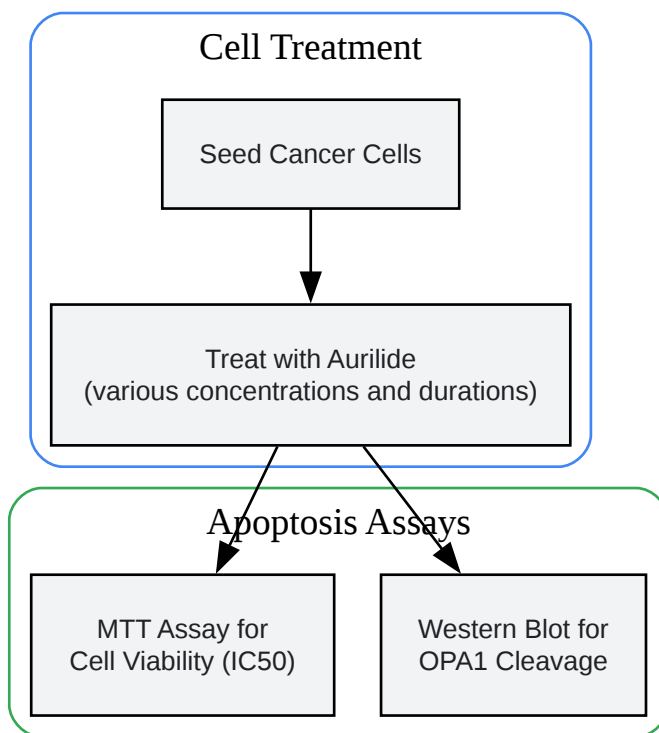 Cell Treatment
Seed Cancer Cells
Treat with Aurilide
(various concentrations and durations)
Apoptosis Assays
MTT Assay for
Cell Viability (IC50)
Western Blot for
OPA1 Cleavage